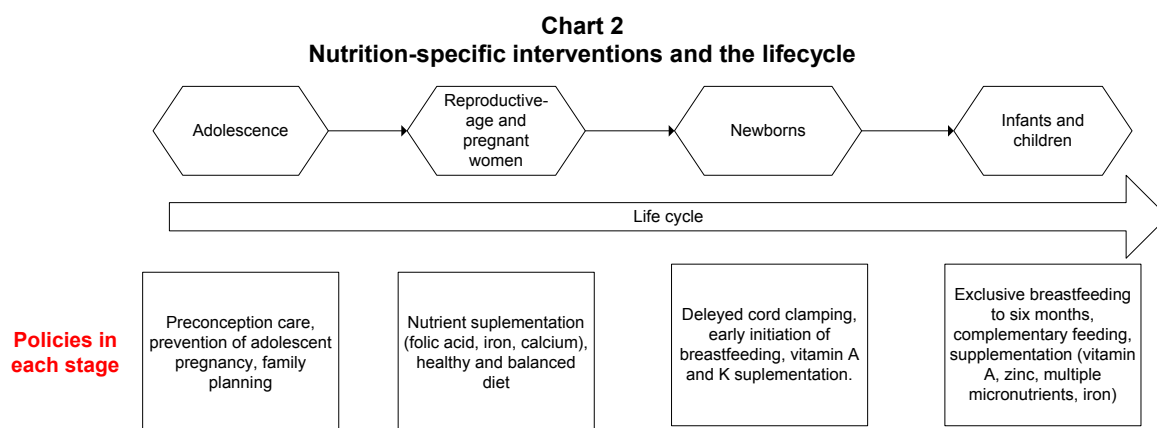 Chart 2
Nutrition-specific interventions and the lifecycle
Adolescence
Reproductive-
age and
pregnant
women
Newborns
Infants and
children
Life cycle
Policies in
each stage
Preconception care,
prevention of adolescent
pregnancy, family
planning
Nutrient suplementation
(folic acid, iron, calcium),
healthy and balanced
diet
Deleyed cord clamping,
early initiation of
breastfeeding, vitamin A
and K suplementation.
Exclusive breastfeeding
to six months,
complementary feeding,
supplementation (vitamin
A, zinc, multiple
micronutrients, iron)